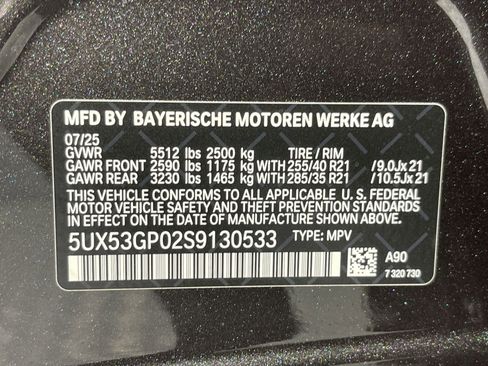 MFD BY BAYERISCHE MOTOREN WERKE AG
07/25
GVWR 5512 lbs 2500 kg TIRE / RIM
GAWR FRONT 2590 lbs 1175 kg WITH 255/40 R21 /9.0Jx21
GAWR REAR 3230 lbs 1465 kg WITH 285/35 R21 /10.5Jx21
THIS VEHICLE CONFORMS TO ALL APPLICABLE U. S. FEDERAL
MOTOR VEHICLE SAFETY AND THEFT PREVENTION STANDARDS
IN EFFECT ON THE DATE OF MANUFACTURE SHOWN ABOVE.
5UX53GP02S9130533 TYPE: MPV
A90
7 320 730